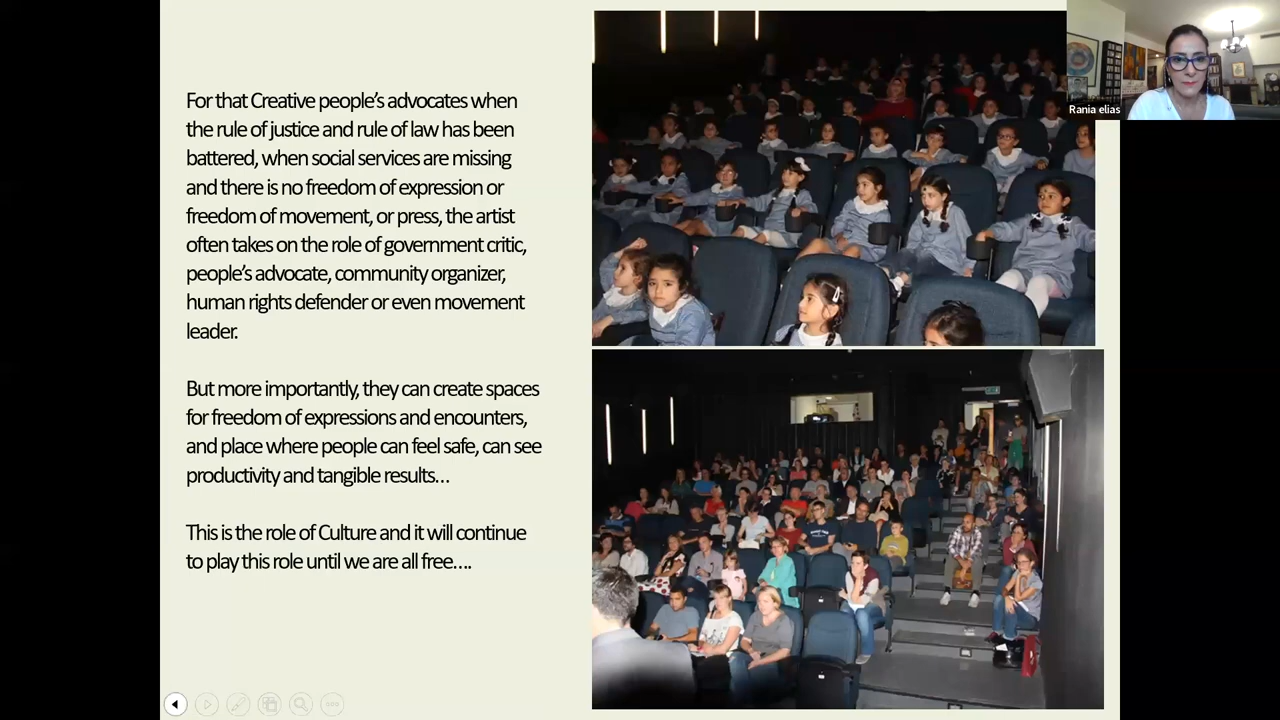 For that Creative people's advocates when
the rule of justice and rule of law has been
battered, when social services are missing
and there is no freedom of expression or
freedom of movement, or press, the artist
often takes on the role of government critic,
people's advocate, community organizer,
human rights defender or even movement
leader.
But more importantly, they can create spaces
for freedom of expressions and encounters,
and place where people can feel safe, can see
productivity and tangible results…
This is the role of Culture and it will continue
to play this role until we are all free….
Rania elias